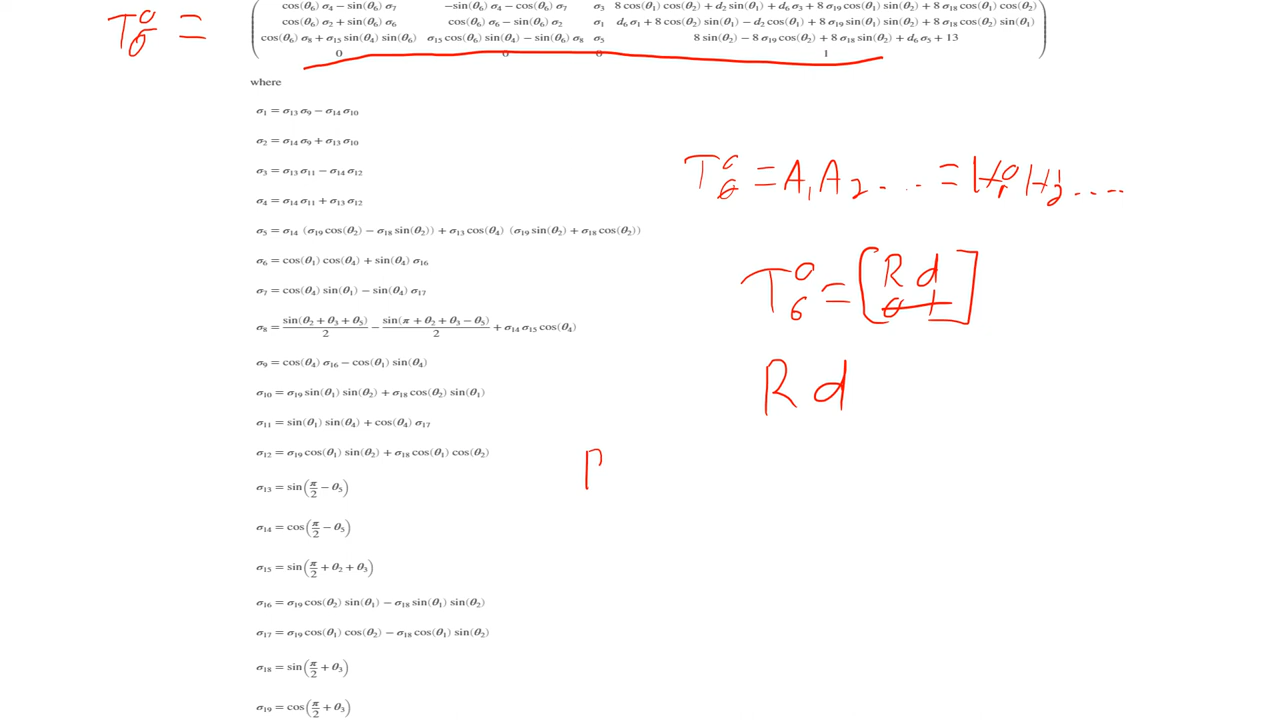 T⁰₆ =
cos(θ₆) σ₄ − sin(θ₆) σ₇   −sin(θ₆) σ₄ − cos(θ₆) σ₇   σ₃   8 cos(θ₁) cos(θ₂) + d₂ sin(θ₁) + d₆ σ₃ + 8 σ₁₉ cos(θ₁) sin(θ₂) + 8 σ₁₈ cos(θ₁) cos(θ₂)
cos(θ₆) σ₂ + sin(θ₆) σ₆   cos(θ₆) σ₆ − sin(θ₆) σ₂   σ₁   d₆ σ₁ + 8 cos(θ₂) sin(θ₁) − d₂ cos(θ₁) + 8 σ₁₉ sin(θ₁) sin(θ₂) + 8 σ₁₈ cos(θ₂) sin(θ₁)
cos(θ₆) σ₈ + σ₁₅ sin(θ₄) sin(θ₆)   σ₁₅ cos(θ₆) sin(θ₄) − sin(θ₆) σ₈   σ₅   8 sin(θ₂) − 8 σ₁₉ cos(θ₂) + 8 σ₁₈ sin(θ₂) + d₆ σ₅ + 13
0   0   0   1
where
σ₁ = σ₁₃ σ₉ − σ₁₄ σ₁₀
σ₂ = σ₁₄ σ₉ + σ₁₃ σ₁₀
σ₃ = σ₁₃ σ₁₁ − σ₁₄ σ₁₂
T⁰₆ = A₁ A₂ .... = H⁰₁ H¹₂ ....
σ₄ = σ₁₄ σ₁₁ + σ₁₃ σ₁₂
σ₅ = σ₁₄ (σ₁₉ cos(θ₂) − σ₁₈ sin(θ₂)) + σ₁₃ cos(θ₄) (σ₁₉ sin(θ₂) + σ₁₈ cos(θ₂))
σ₆ = cos(θ₁) cos(θ₄) + sin(θ₄) σ₁₆
T⁰₆ = [R d
0 1]
σ₇ = cos(θ₄) sin(θ₁) − sin(θ₄) σ₁₇
σ₈ = sin(θ₂ + θ₃ + θ₅)/2 − sin(π + θ₂ + θ₃ − θ₅)/2 + σ₁₄ σ₁₅ cos(θ₄)
σ₉ = cos(θ₄) σ₁₆ − cos(θ₁) sin(θ₄)
R d
σ₁₀ = σ₁₉ sin(θ₁) sin(θ₂) + σ₁₈ cos(θ₂) sin(θ₁)
σ₁₁ = sin(θ₁) sin(θ₄) + cos(θ₄) σ₁₇
σ₁₂ = σ₁₉ cos(θ₁) sin(θ₂) + σ₁₈ cos(θ₁) cos(θ₂)
σ₁₃ = sin(π/2 − θ₅)
σ₁₄ = cos(π/2 − θ₅)
σ₁₅ = sin(π/2 + θ₂ + θ₃)
σ₁₆ = σ₁₉ cos(θ₂) sin(θ₁) − σ₁₈ sin(θ₁) sin(θ₂)
σ₁₇ = σ₁₉ cos(θ₁) cos(θ₂) − σ₁₈ cos(θ₁) sin(θ₂)
σ₁₈ = sin(π/2 + θ₃)
σ₁₉ = cos(π/2 + θ₃)